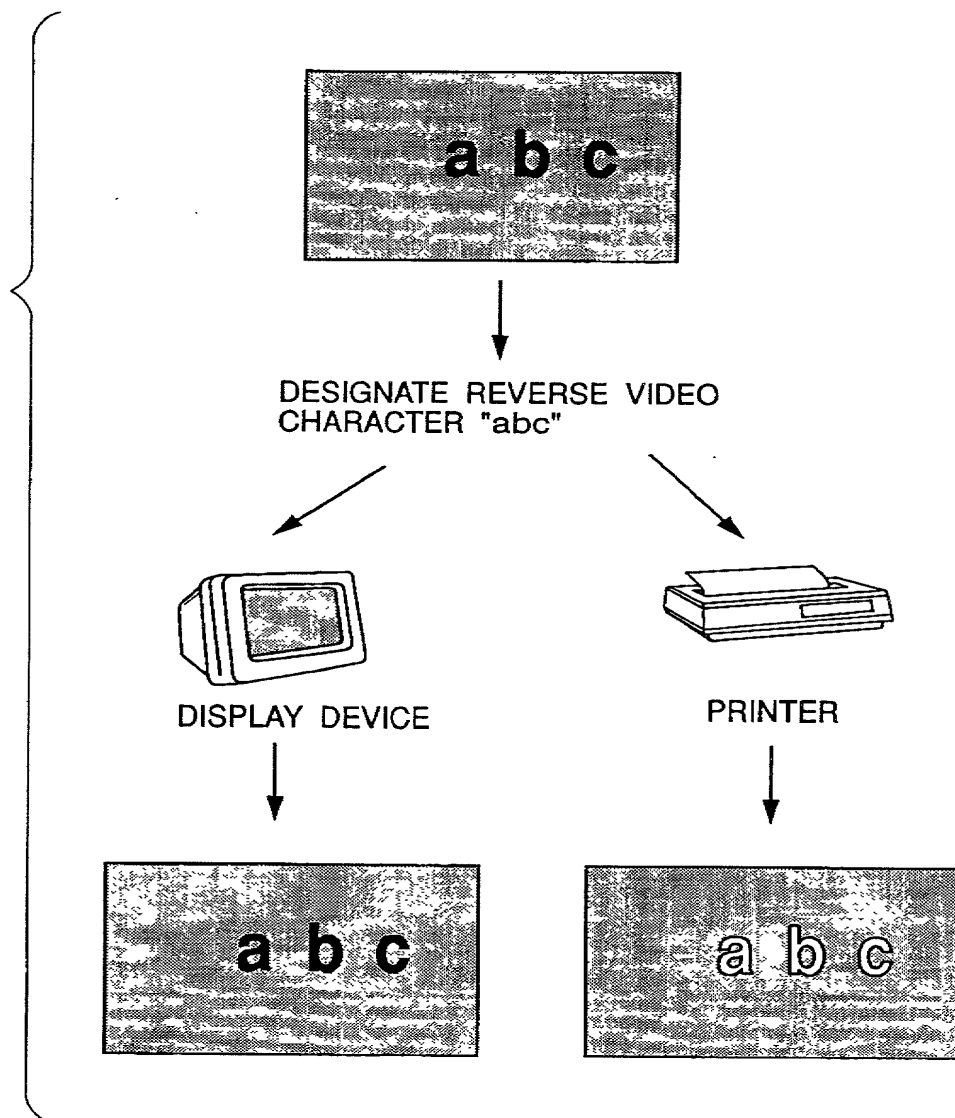 a b c
DESIGNATE REVERSE VIDEO
CHARACTER "abc"
DISPLAY DEVICE
PRINTER
a b c
a b c